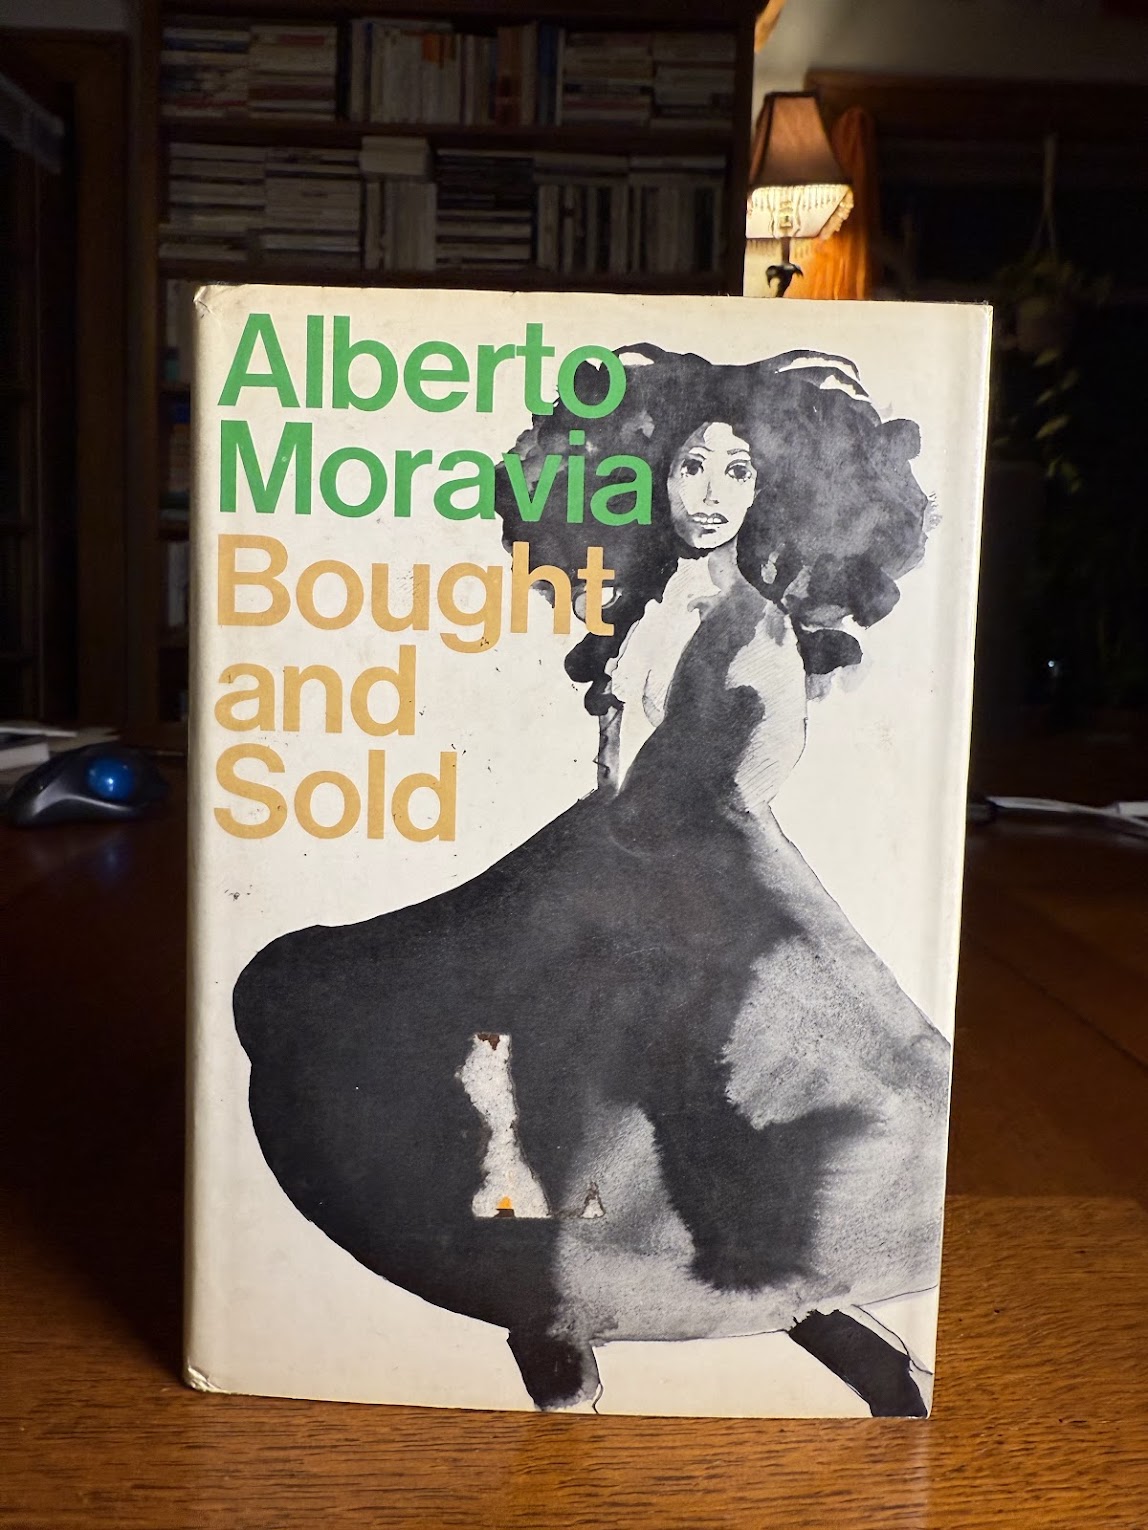 Alberto
Moravia
Bought
and
Sold